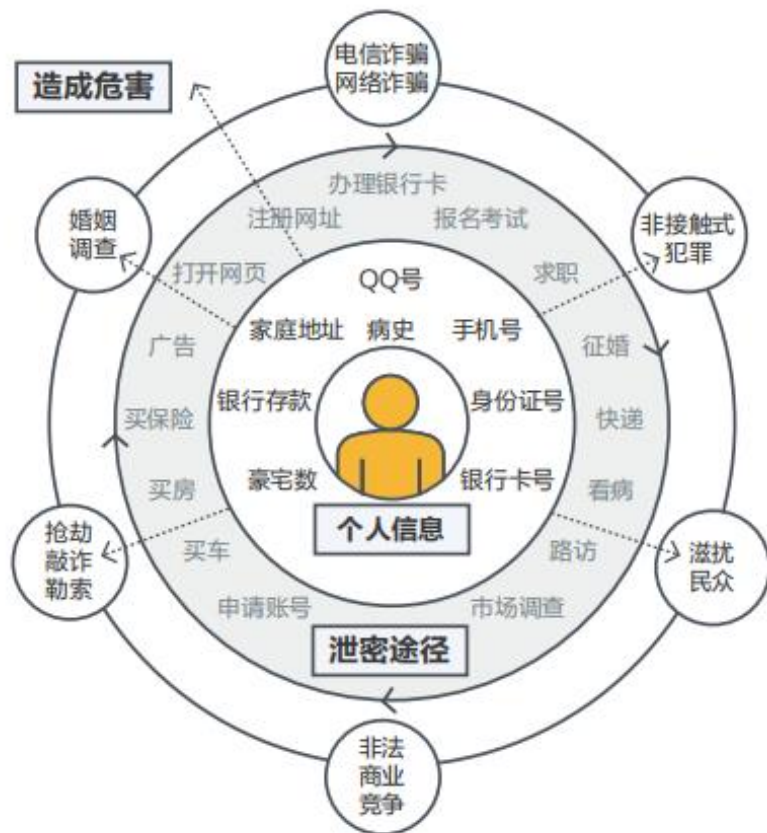 电信诈骗
网络诈骗
造成危害
办理银行卡
注册网址
报名考试
婚姻
调查
非接触式
犯罪
打开网页
QQ号
求职
家庭地址
病史
手机号
广告
征婚
银行存款
身份证号
买保险
快递
豪宅数
银行卡号
买房
看病
个人信息
抢劫
敲诈
勒索
买车
路访
滋扰
民众
申请账号
市场调查
泄密途径
非法
商业
竞争